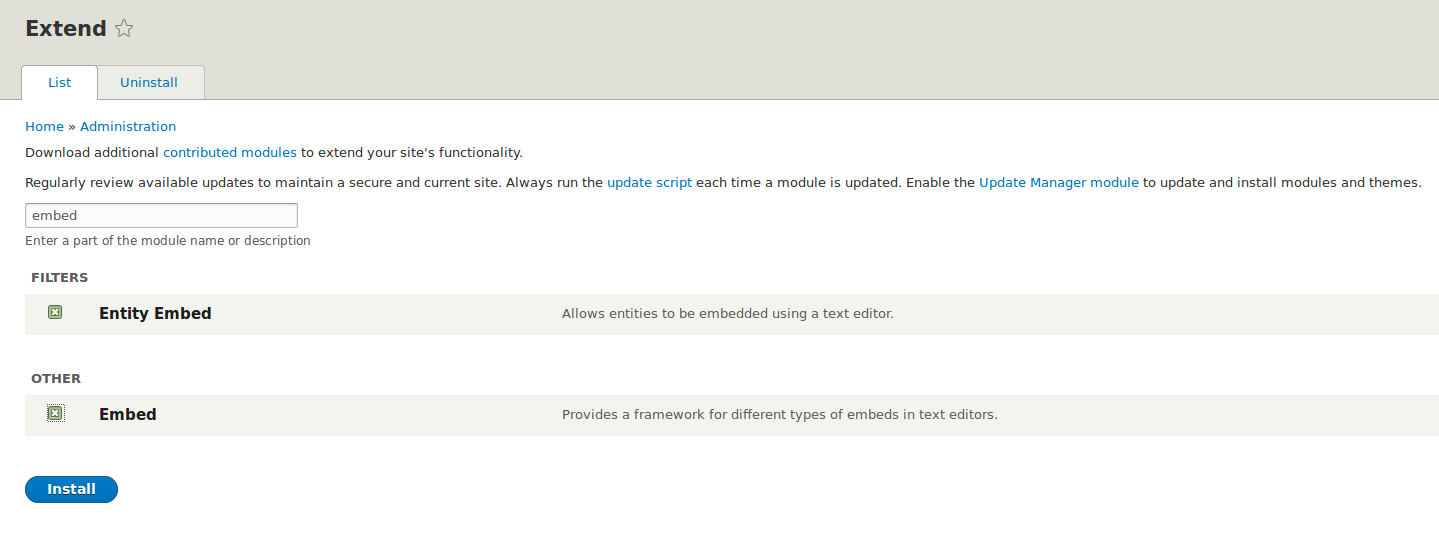 Extend
List Uninstall
Home » Administration
Download additional contributed modules to extend your site's functionality.
Regularly review available updates to maintain a secure and current site. Always run the update script each time a module is updated. Enable the Update Manager module to update and install modules and themes.
embed
Enter a part of the module name or description
FILTERS
Entity Embed Allows entities to be embedded using a text editor.
OTHER
Embed Provides a framework for different types of embeds in text editors.
Install